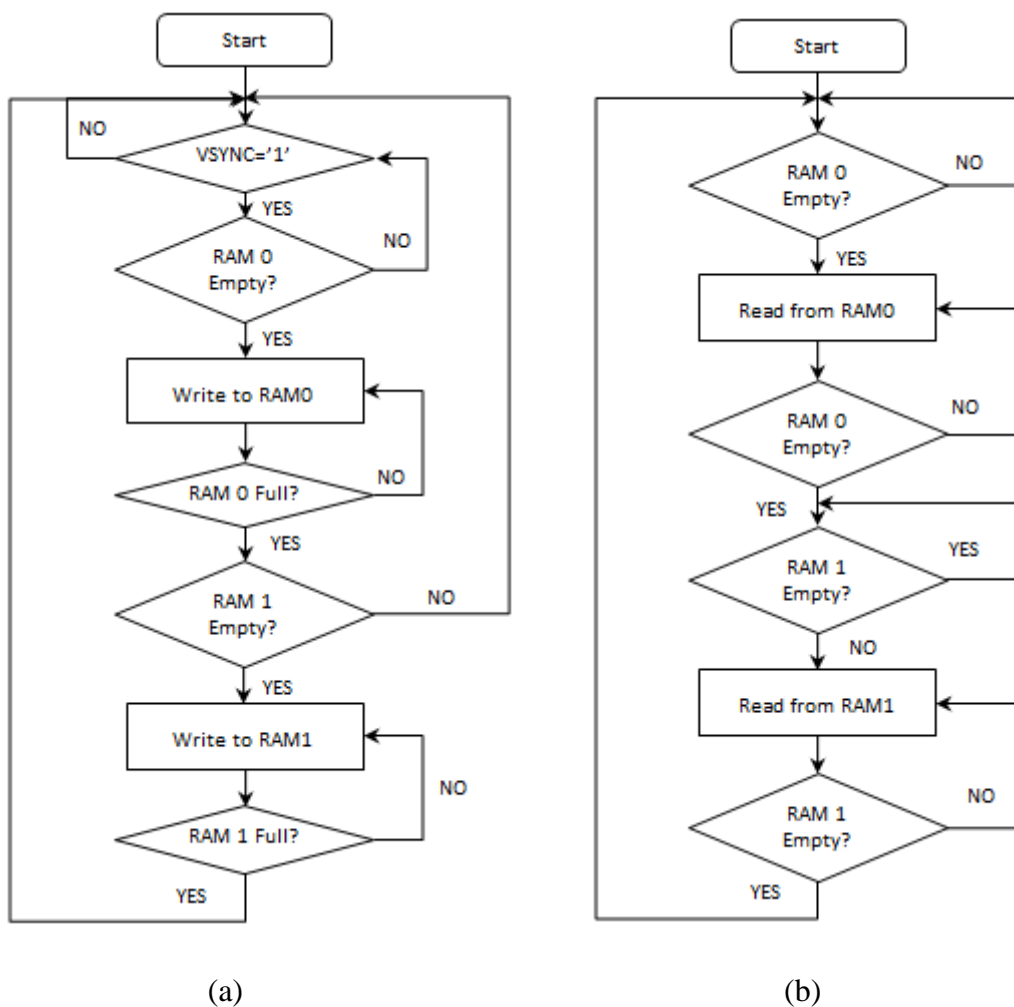 Start
NO
VSYNC='1'
YES
RAM 0
Empty?
NO
YES
Write to RAM0
RAM 0 Full?
NO
YES
RAM 1
Empty?
NO
YES
Write to RAM1
NO
RAM 1 Full?
YES
(a)
Start
RAM 0
Empty?
NO
YES
Read from RAM0
RAM 0
Empty?
NO
YES
RAM 1
Empty?
YES
NO
Read from RAM1
RAM 1
Empty?
NO
YES
(b)